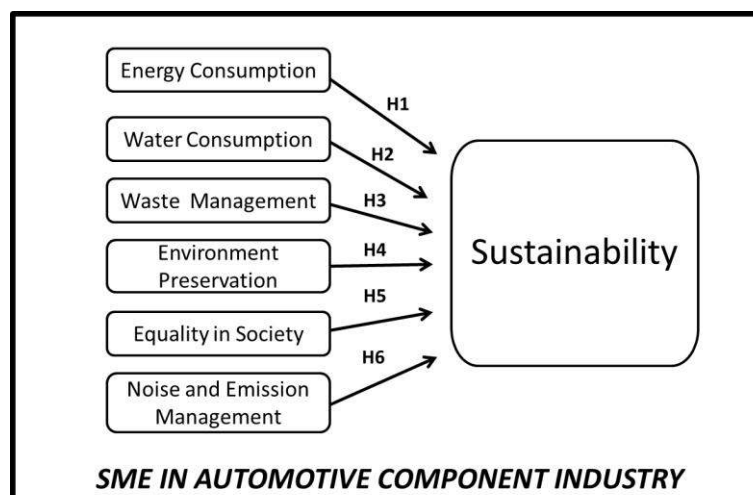 Energy Consumption
H1
Water Consumption
H2
Waste Management
H3
Environment
Preservation
H4
Equality in Society
H5
Noise and Emission
Management
H6
Sustainability
SME IN AUTOMOTIVE COMPONENT INDUSTRY